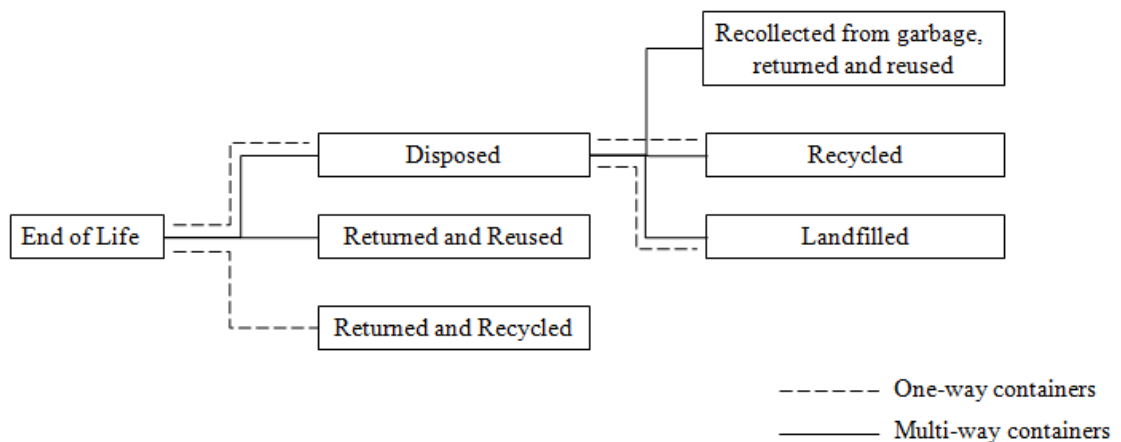 Recollected from garbage,
returned and reused
Disposed
Recycled
End of Life
Returned and Reused
Landfilled
Returned and Recycled
One-way containers
Multi-way containers